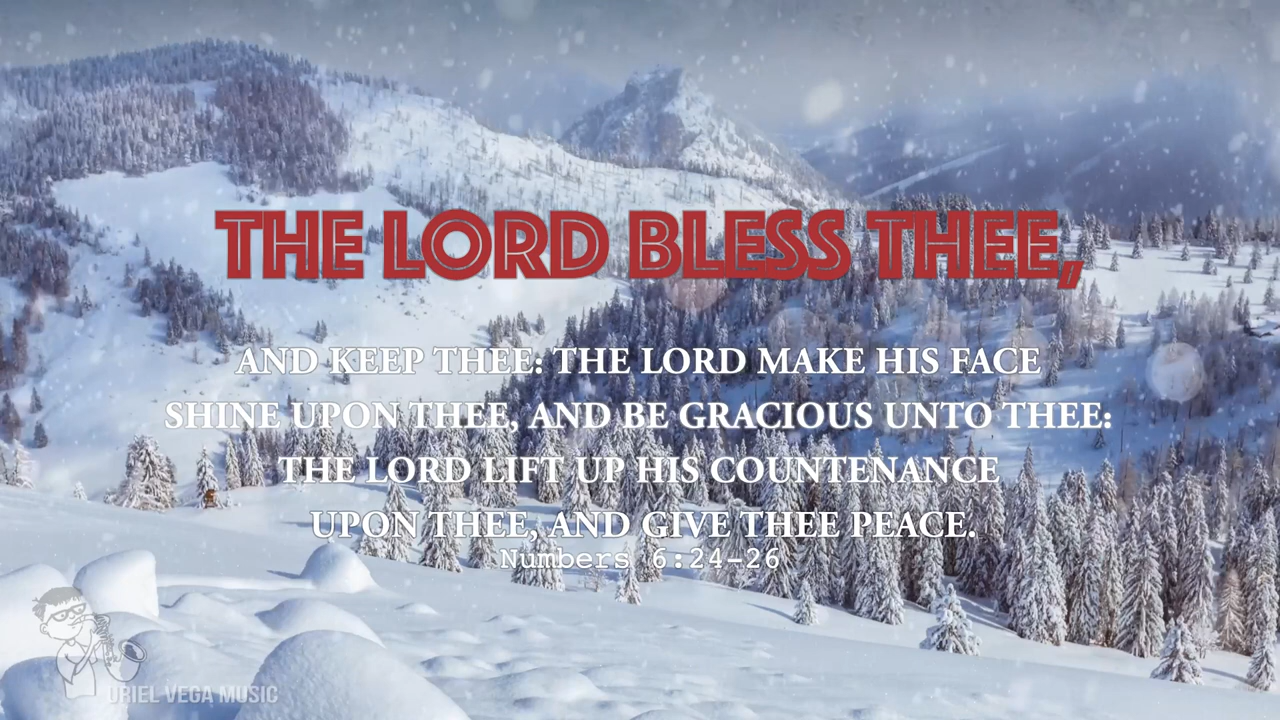 THE LORD BLESS THEE,
AND KEEP THEE: THE LORD MAKE HIS FACE
SHINE UPON THEE, AND BE GRACIOUS UNTO THEE:
THE LORD LIFT UP HIS COUNTENANCE
UPON THEE, AND GIVE THEE PEACE.
Numbers 6:24-26
URIEL VEGA MUSIC